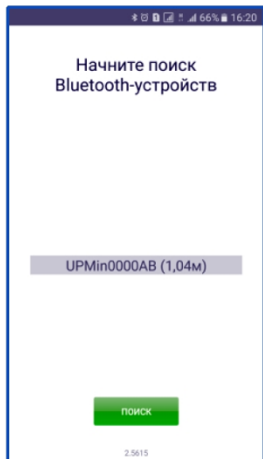 66% 16:20
Начните поиск
Bluetooth-устройств
UPMin0000AB (1,04м)
ПОИСК
2.5615